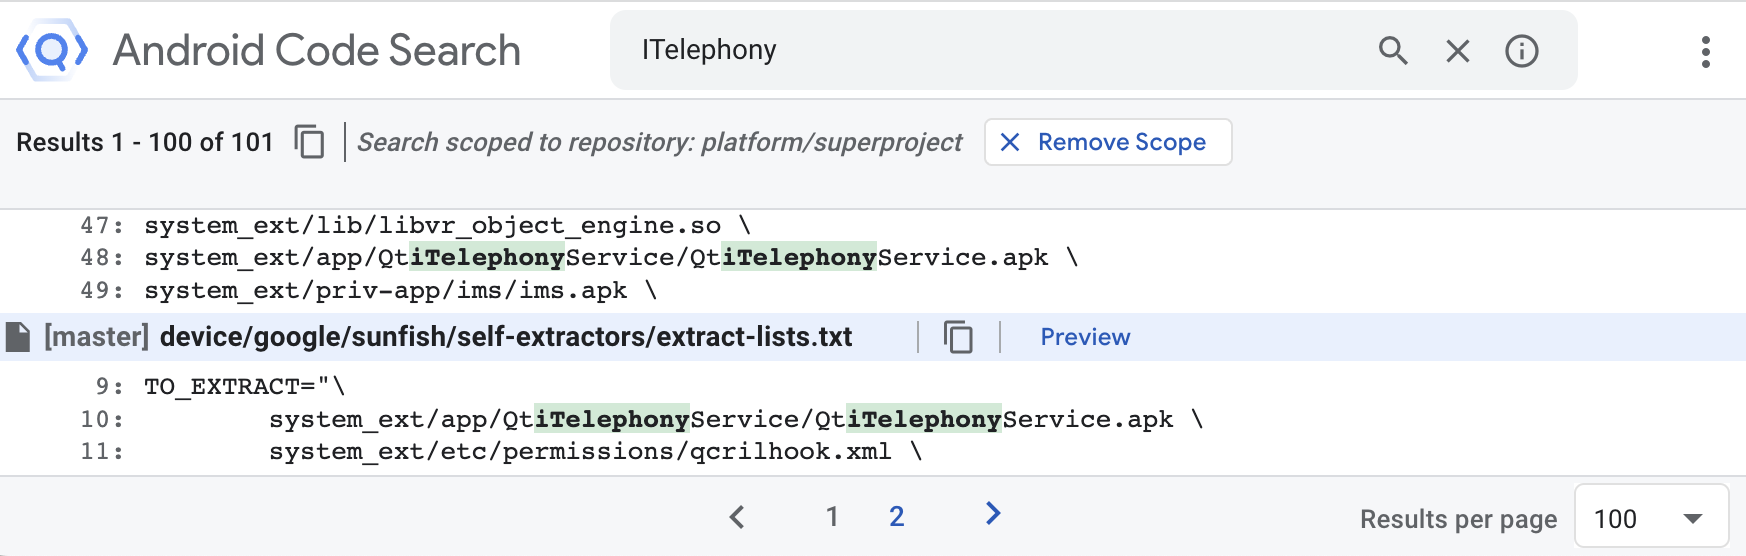 Android Code Search
ITelephony
Results 1 - 100 of 101
Search scoped to repository: platform/superproject
Remove Scope
47: system_ext/lib/libvr_object_engine.so \
48: system_ext/app/QtiTelephonyService/QtiTelephonyService.apk \
49: system_ext/priv-app/ims/ims.apk \
[master] device/google/sunfish/self-extractors/extract-lists.txt
Preview
9: TO_EXTRACT="\
10: system_ext/app/QtiTelephonyService/QtiTelephonyService.apk \
11: system_ext/etc/permissions/qcrilhook.xml \
1 2
Results per page 100